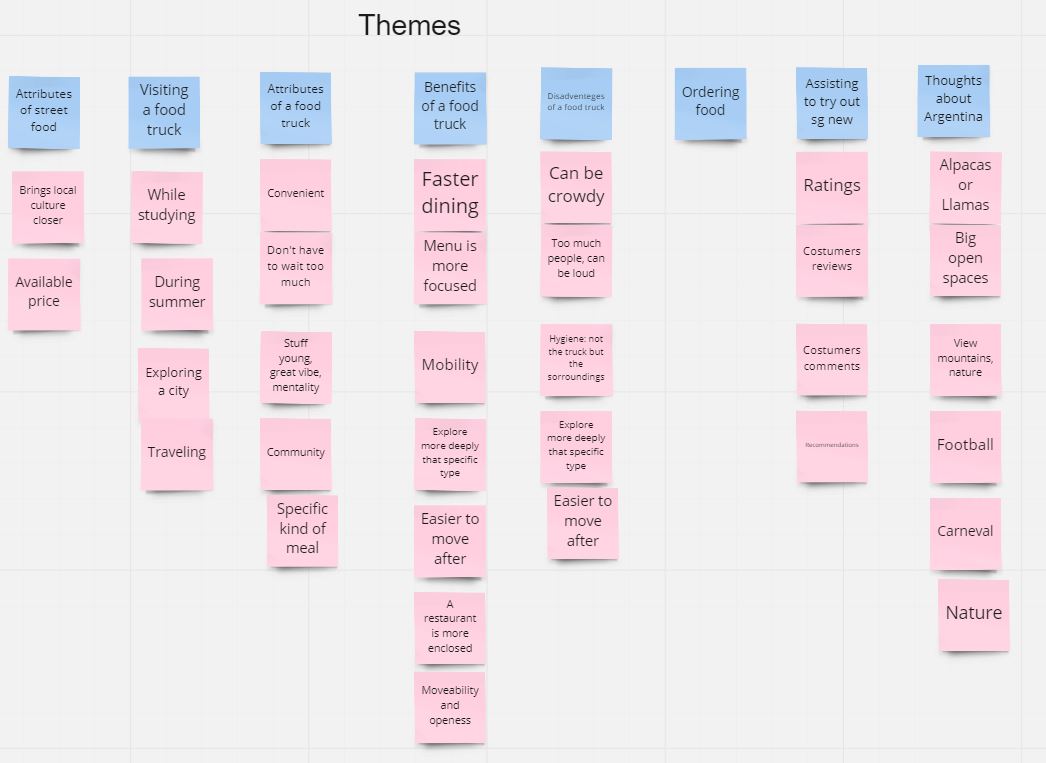 Themes
Attributes
of street
food
Brings local
culture
closer
Available
price
Visiting
a food
truck
While
studying
During
summer
Exploring
a city
Traveling
Attributes
of a food
truck
Convenient
Don't have
to wait too
much
Stuff
young,
great vibe,
mentality
Community
Specific
kind of
meal
Benefits
of a food
truck
Faster
dining
Menu is
more
focused
Mobility
Explore
more deeply
that specific
type
Easier to
move
after
A
restaurant
is more
enclosed
Moveability
and
openess
Disadventeges
of a food truck
Can be
crowdy
Too much
people, can
be loud
Hygiene: not
the truck but
the
sorroundings
Explore
more deeply
that specific
type
Easier to
move
after
Ordering
food
Assisting
to try out
sg new
Ratings
Costumers
reviews
Costumers
comments
Recommendations
Thoughts
about
Argentina
Alpacas
or
Llamas
Big
open
spaces
View
mountains,
nature
Football
Carneval
Nature